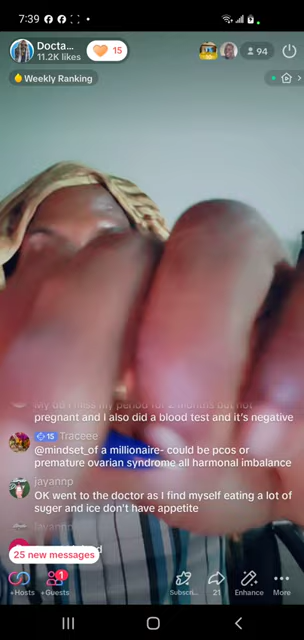 7:39
Docta...
11.2K likes
15
94
Weekly Ranking
pregnant and I also did a blood test and it's negative
15 Traceee
@mindset_of a millionaire- could be pcos or
premature ovarian syndrome all harmonal imbalance
jayannp
OK went to the doctor as I find myself eating a lot of
suger and ice don't have appetite
jayannp
25 new messages
1
+Hosts
+Guests
Subscri...
21
Enhance
More